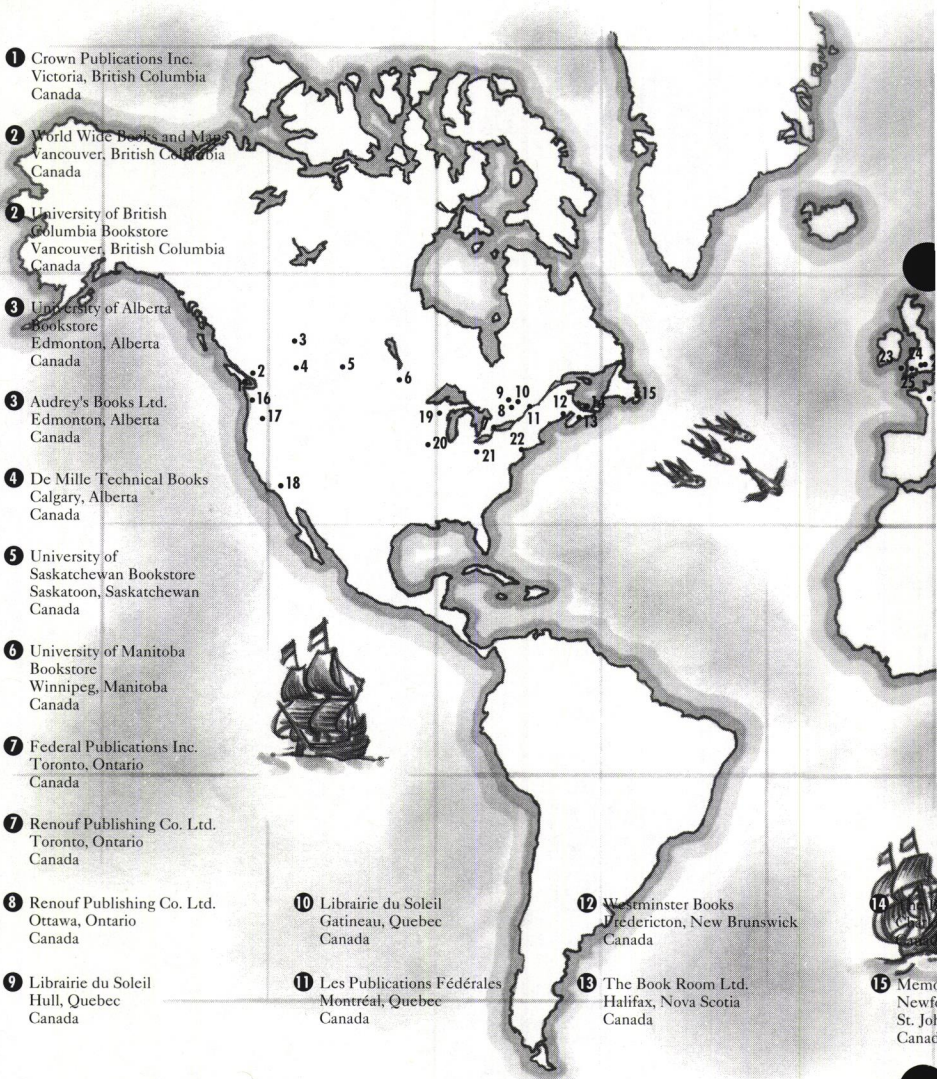 1 Crown Publications Inc.
Victoria, British Columbia
Canada
2 World Wide Books and Maps
Vancouver, British Columbia
Canada
2 University of British
Columbia Bookstore
Vancouver, British Columbia
Canada
3 University of Alberta
Bookstore
Edmonton, Alberta
Canada
3 Audrey's Books Ltd.
Edmonton, Alberta
Canada
4 De Mille Technical Books
Calgary, Alberta
Canada
5 University of
Saskatchewan Bookstore
Saskatoon, Saskatchewan
Canada
6 University of Manitoba
Bookstore
Winnipeg, Manitoba
Canada
7 Federal Publications Inc.
Toronto, Ontario
Canada
7 Renouf Publishing Co. Ltd.
Toronto, Ontario
Canada
8 Renouf Publishing Co. Ltd.
Ottawa, Ontario
Canada
9 Librairie du Soleil
Hull, Quebec
Canada
10 Librairie du Soleil
Gatineau, Quebec
Canada
11 Les Publications Fédérales
Montréal, Quebec
Canada
12 Westminster Books
Fredericton, New Brunswick
Canada
13 The Book Room Ltd.
Halifax, Nova Scotia
Canada
14
15
St.
3
2
4
5
6
1
16
17
18
9 10
8
7
11
12
14
13
15
19
20
21
22
23
24
25